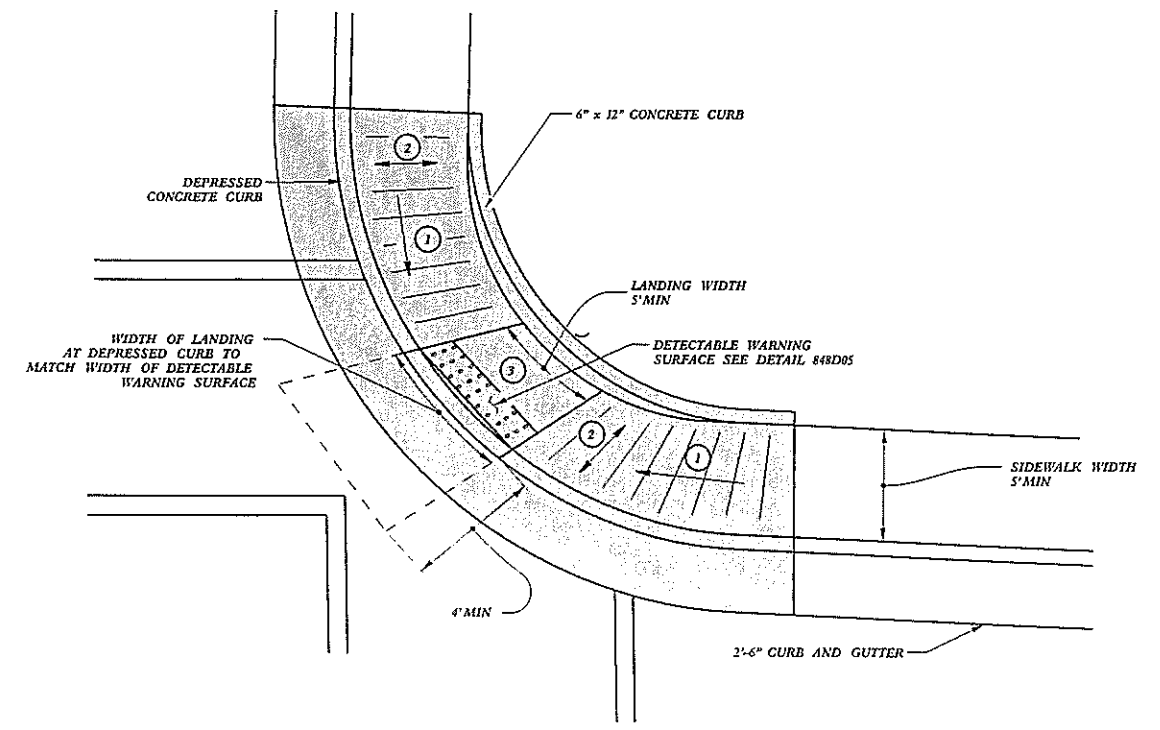 6" x 12" CONCRETE CURB
DEPRESSED
CONCRETE CURB
2
1
LANDING WIDTH
5'MIN
WIDTH OF LANDING
AT DEPRESSED CURB TO
MATCH WIDTH OF DETECTABLE
WARNING SURFACE
DETECTABLE WARNING
SURFACE SEE DETAIL 848D05
3
2
1
SIDEWALK WIDTH
5'MIN
4'MIN
2'-6" CURB AND GUTTER